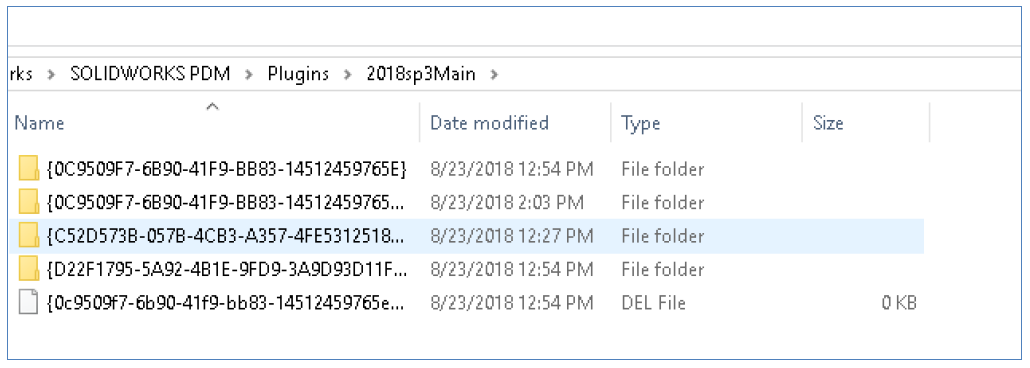 rks > SOLIDWORKS PDM > Plugins > 2018sp3Main >
Name Date modified Type Size
{0C9509F7-6B90-41F9-BB83-14512459765E} 8/23/2018 12:54 PM File folder
{0C9509F7-6B90-41F9-BB83-14512459765... 8/23/2018 2:03 PM File folder
{C52D573B-057B-4CB3-A357-4FE5312518... 8/23/2018 12:27 PM File folder
{D22F1795-5A92-4B1E-9FD9-3A9D93D11F... 8/23/2018 12:54 PM File folder
{0c9509f7-6b90-41f9-bb83-14512459765e... 8/23/2018 12:54 PM DEL File 0 KB